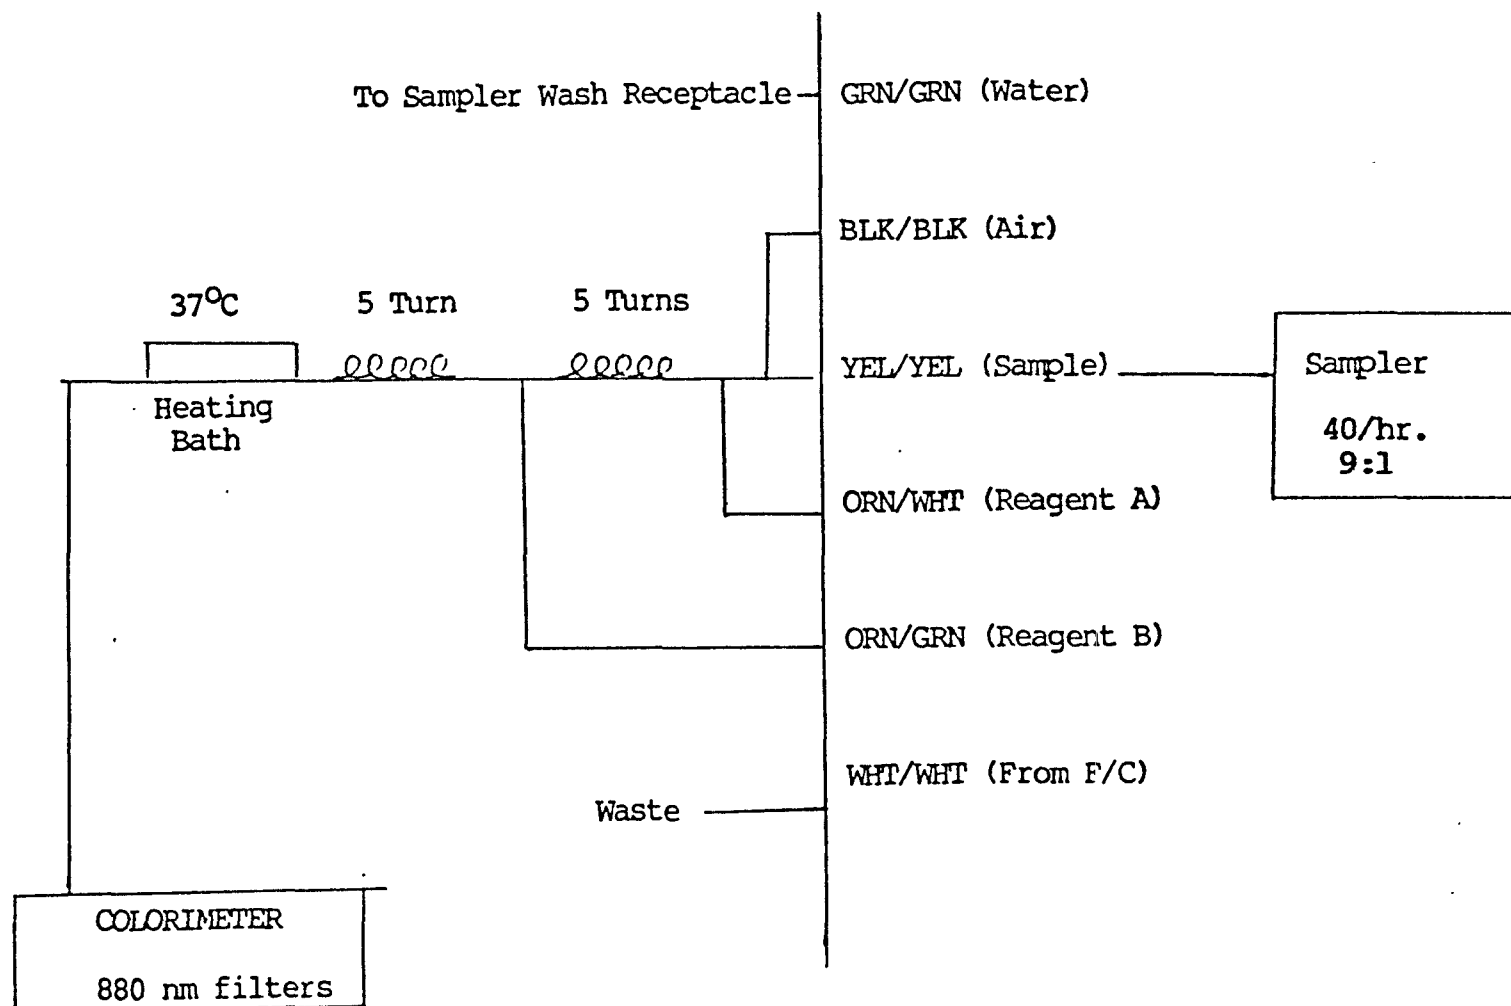 To Sampler Wash Receptacle
GRN/GRN (Water)
BLK/BLK (Air)
37°C
5 Turn
5 Turns
YEL/YEL (Sample)
Sampler
40/hr.
9:1
Heating
Bath
ORN/WHT (Reagent A)
ORN/GRN (Reagent B)
WHT/WHT (From F/C)
Waste
COLORIMETER
880 nm filters